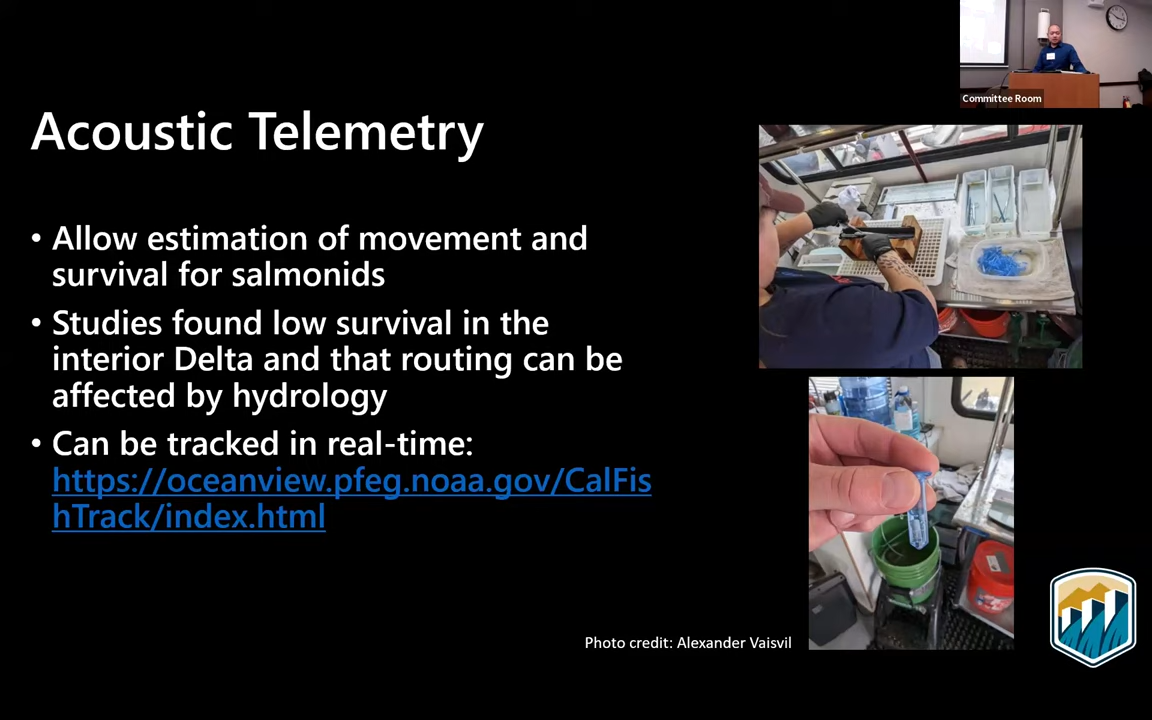 Committee Room
Acoustic Telemetry
• Allow estimation of movement and
survival for salmonids
• Studies found low survival in the
interior Delta and that routing can be
affected by hydrology
• Can be tracked in real-time:
https://oceanview.pfeg.noaa.gov/CalFis
hTrack/index.html
Photo credit: Alexander Vaisvil